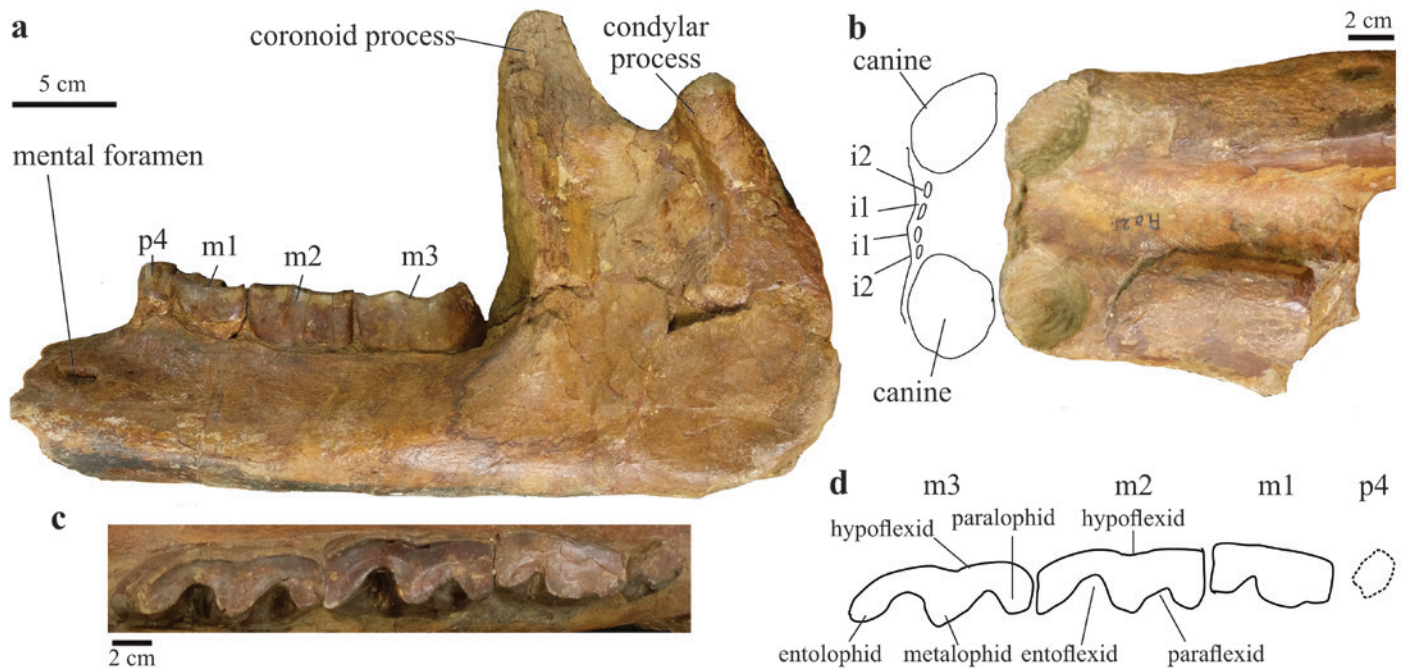 a
coronoid process
condylar
process
5 cm
mental foramen
p4
m1
m2
m3
b
2 cm
canine
i2
i1
i1
i2
canine
c
2 cm
d
m3
m2
m1
p4
hypoflexid
paralophid
hypoflexid
entolophid
metalophid
entoflexid
paraflexid